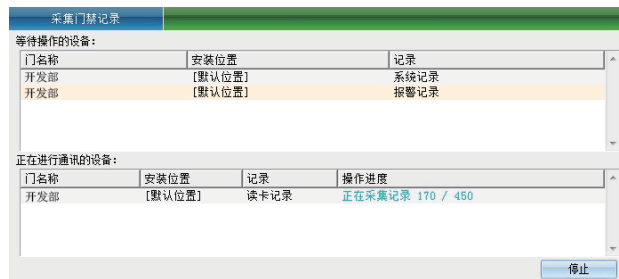 采集门禁记录
等待操作的设备：
门名称 安装位置 记录
开发部 [默认位置] 系统记录
开发部 [默认位置] 报警记录
正在进行通讯的设备：
门名称 安装位置 记录 操作进度
开发部 [默认位置] 读卡记录 正在采集记录 170 / 450
停止